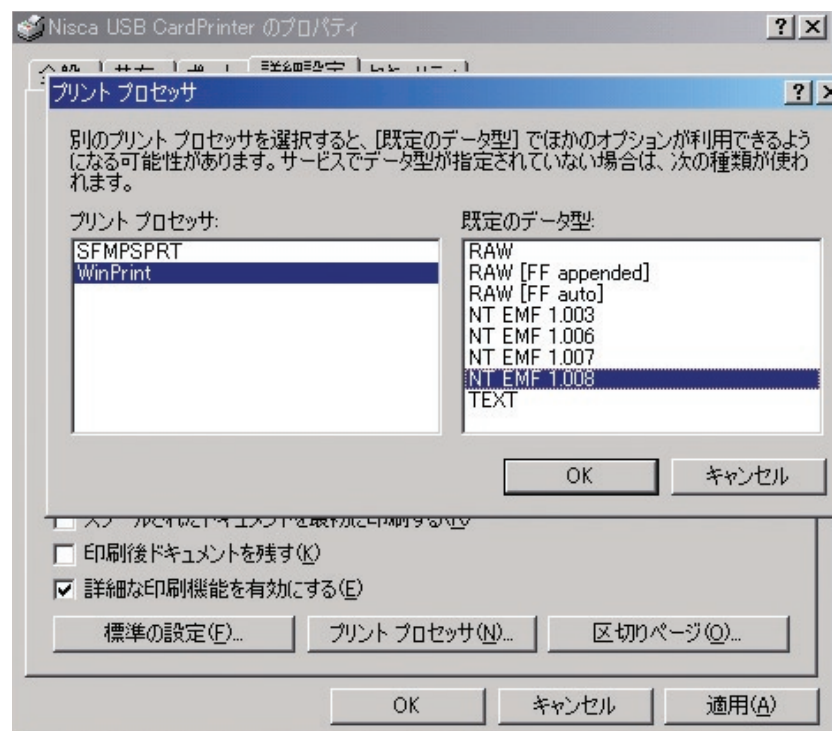 Nisca USB CardPrinter のプロパティ
詳細設定
プリント プロセッサ
別のプリント プロセッサを選択すると、[既定のデータ型] でほかのオプションが利用できるよう
になる可能性があります。サービスでデータ型が指定されていない場合は、次の種類が使わ
れます。
プリント プロセッサ:
SFMPSPRT
WinPrint
既定のデータ型:
RAW
RAW [FF appended]
RAW [FF auto]
NT EMF 1.003
NT EMF 1.006
NT EMF 1.007
NT EMF 1.008
TEXT
OK
キャンセル
印刷後ドキュメントを残す(K)
詳細な印刷機能を有効にする(E)
標準の設定(F)...
プリント プロセッサ(N)...
区切りページ(O)...
OK
キャンセル
適用(A)